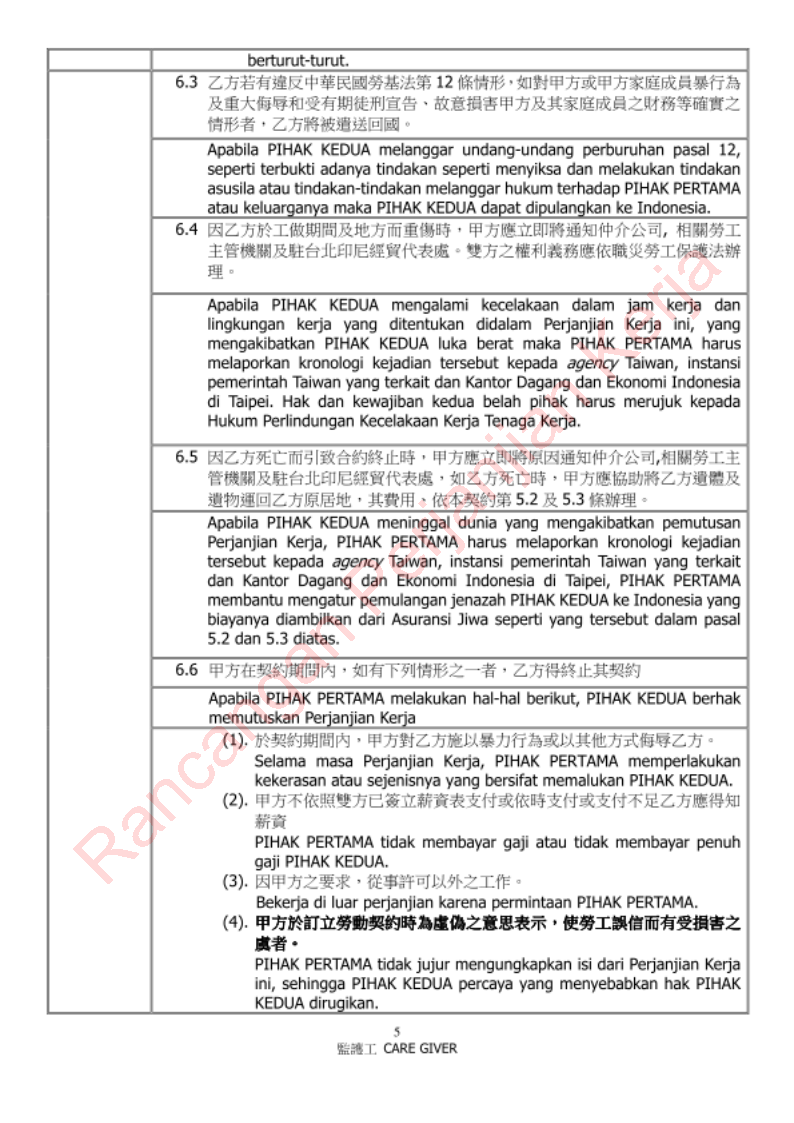 berturut-turut.
6.3 乙方若有違反中華民國勞基法第 12 條情形，如對甲方或甲方家庭成員暴行為
及重大侮辱和受有期徒刑宣告、故意損害甲方及其家庭成員之財務等確實之
情形者，乙方將被遣送回國。
Apabila PIHAK KEDUA melanggar undang-undang perburuhan pasal 12,
seperti terbukti adanya tindakan seperti menyiksa dan melakukan tindakan
asusila atau tindakan-tindakan melanggar hukum terhadap PIHAK PERTAMA
atau keluarganya maka PIHAK KEDUA dapat dipulangkan ke Indonesia.
6.4 因乙方於工做期間及地方而重傷時，甲方應立即將通知仲介公司, 相關勞工
主管機關及駐台北印尼經貿代表處。雙方之權利義務應依職災勞工保護法辦
理。
Apabila PIHAK KEDUA mengalami kecelakaan dalam jam kerja dan
lingkungan kerja yang ditentukan didalam Perjanjian Kerja ini, yang
mengakibatkan PIHAK KEDUA luka berat maka PIHAK PERTAMA harus
melaporkan kronologi kejadian tersebut kepada agency Taiwan, instansi
pemerintah Taiwan yang terkait dan Kantor Dagang dan Ekonomi Indonesia
di Taipei. Hak dan kewajiban kedua belah pihak harus merujuk kepada
Hukum Perlindungan Kecelakaan Kerja Tenaga Kerja.
6.5 因乙方死亡而引致合約終止時，甲方應立即將原因通知仲介公司,相關勞工主
管機關及駐台北印尼經貿代表處，如乙方死亡時，甲方應協助將乙方遺體及
遺物運回乙方原居地，其費用、依本契約第 5.2 及 5.3 條辦理。
Apabila PIHAK KEDUA meninggal dunia yang mengakibatkan pemutusan
Perjanjian Kerja, PIHAK PERTAMA harus melaporkan kronologi kejadian
tersebut kepada agency Taiwan, instansi pemerintah Taiwan yang terkait
dan Kantor Dagang dan Ekonomi Indonesia di Taipei, PIHAK PERTAMA
membantu mengatur pemulangan jenazah PIHAK KEDUA ke Indonesia yang
biayanya diambilkan dari Asuransi Jiwa seperti yang tersebut dalam pasal
5.2 dan 5.3 diatas.
6.6 甲方在契約期間內，如有下列情形之一者，乙方得終止其契約
Apabila PIHAK PERTAMA melakukan hal-hal berikut, PIHAK KEDUA berhak
memutuskan Perjanjian Kerja
(1). 於契約期間內，甲方對乙方施以暴力行為或以其他方式侮辱乙方。
Selama masa Perjanjian Kerja, PIHAK PERTAMA memperlakukan
kekerasan atau sejenisnya yang bersifat memalukan PIHAK KEDUA.
(2). 甲方不依照雙方已簽立薪資表支付或依時支付或支付不足乙方應得知
薪資
PIHAK PERTAMA tidak membayar gaji atau tidak membayar penuh
gaji PIHAK KEDUA.
(3). 因甲方之要求，從事許可以外之工作。
Bekerja di luar perjanjian karena permintaan PIHAK PERTAMA.
(4). 甲方於訂立勞動契約時為虛偽之意思表示，使勞工誤信而有受損害之
虞者。
PIHAK PERTAMA tidak jujur mengungkapkan isi dari Perjanjian Kerja
ini, sehingga PIHAK KEDUA percaya yang menyebabkan hak PIHAK
KEDUA dirugikan.
Rancangan Perjanjian Kerja
5
監護工 CARE GIVER